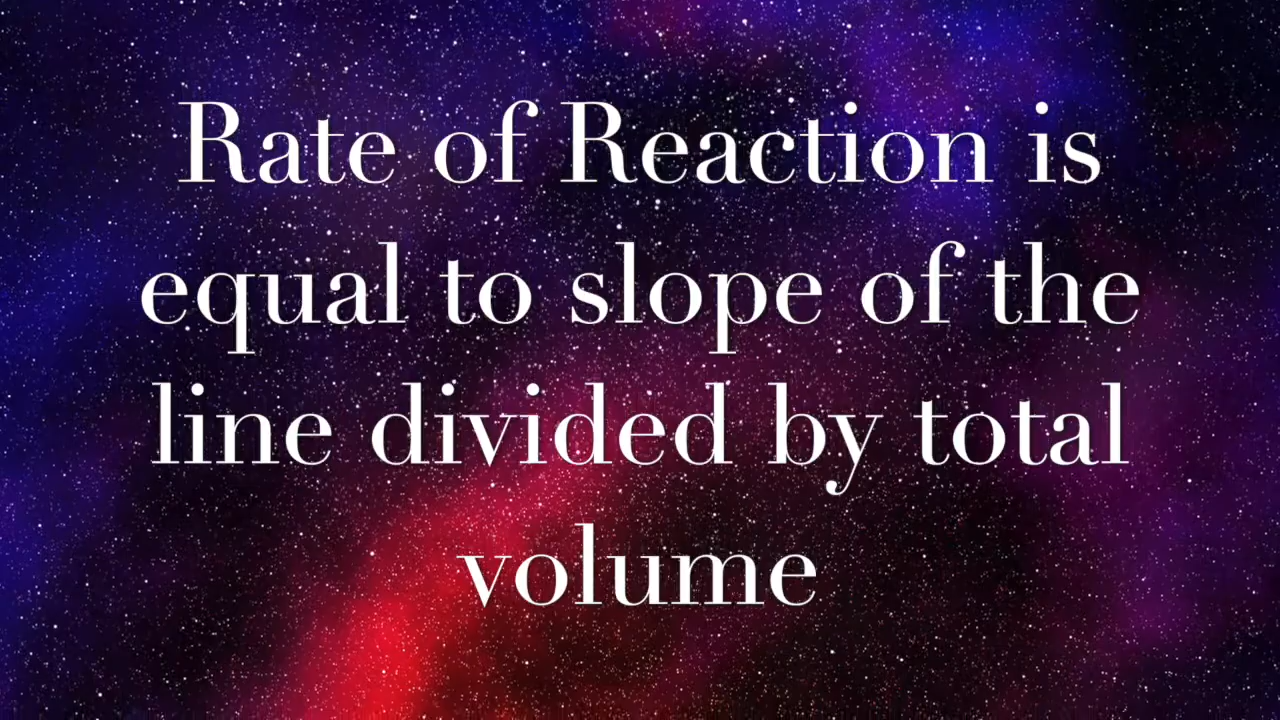 Rate of Reaction is
equal to slope of the
line divided by total
volume